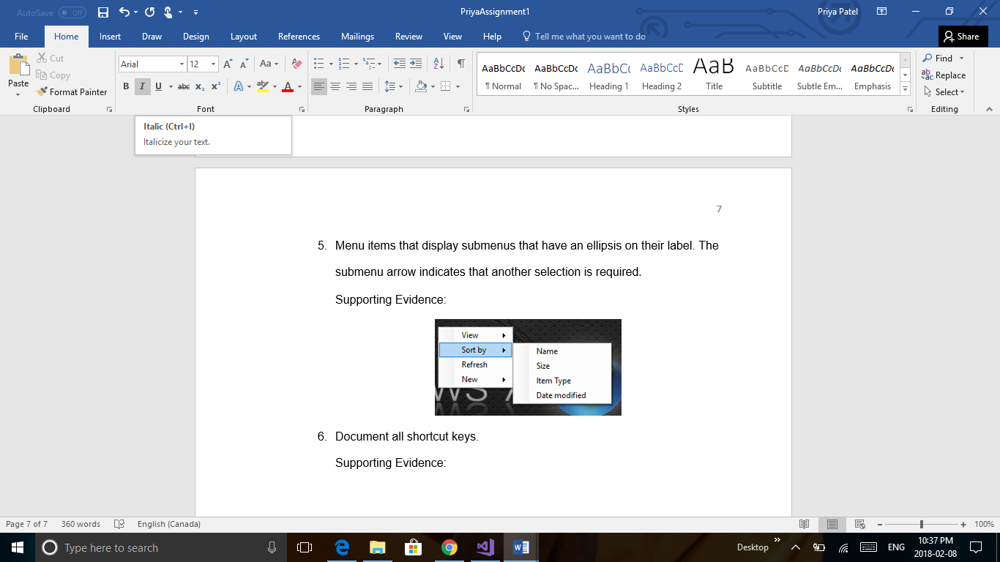 AutoSave Off
PriyaAssignment1
Priya Patel
File Home Insert Draw Design Layout References Mailings Review View Help Tell me what you want to do Share
Paste
Cut
Copy
Format Painter
Clipboard
Arial 12
Font
Paragraph
AaBbCcDc AaBbCcDc AaBbCc AaBbCcD AaB AaBbCcD AaBbCcDc AaBbCcDc
¶ Normal ¶ No Spac... Heading 1 Heading 2 Title Subtitle Subtle Em... Emphasis
Styles
Find
Replace
Select
Editing
Italic (Ctrl+I)
Italicize your text.
7
5. Menu items that display submenus that have an ellipsis on their label. The
submenu arrow indicates that another selection is required.
Supporting Evidence:
View
Sort by
Refresh
New
Name
Size
Item Type
Date modified
6. Document all shortcut keys.
Supporting Evidence:
Page 7 of 7 360 words English (Canada) 100%
Type here to search
Desktop
ENG
10:37 PM
2018-02-08